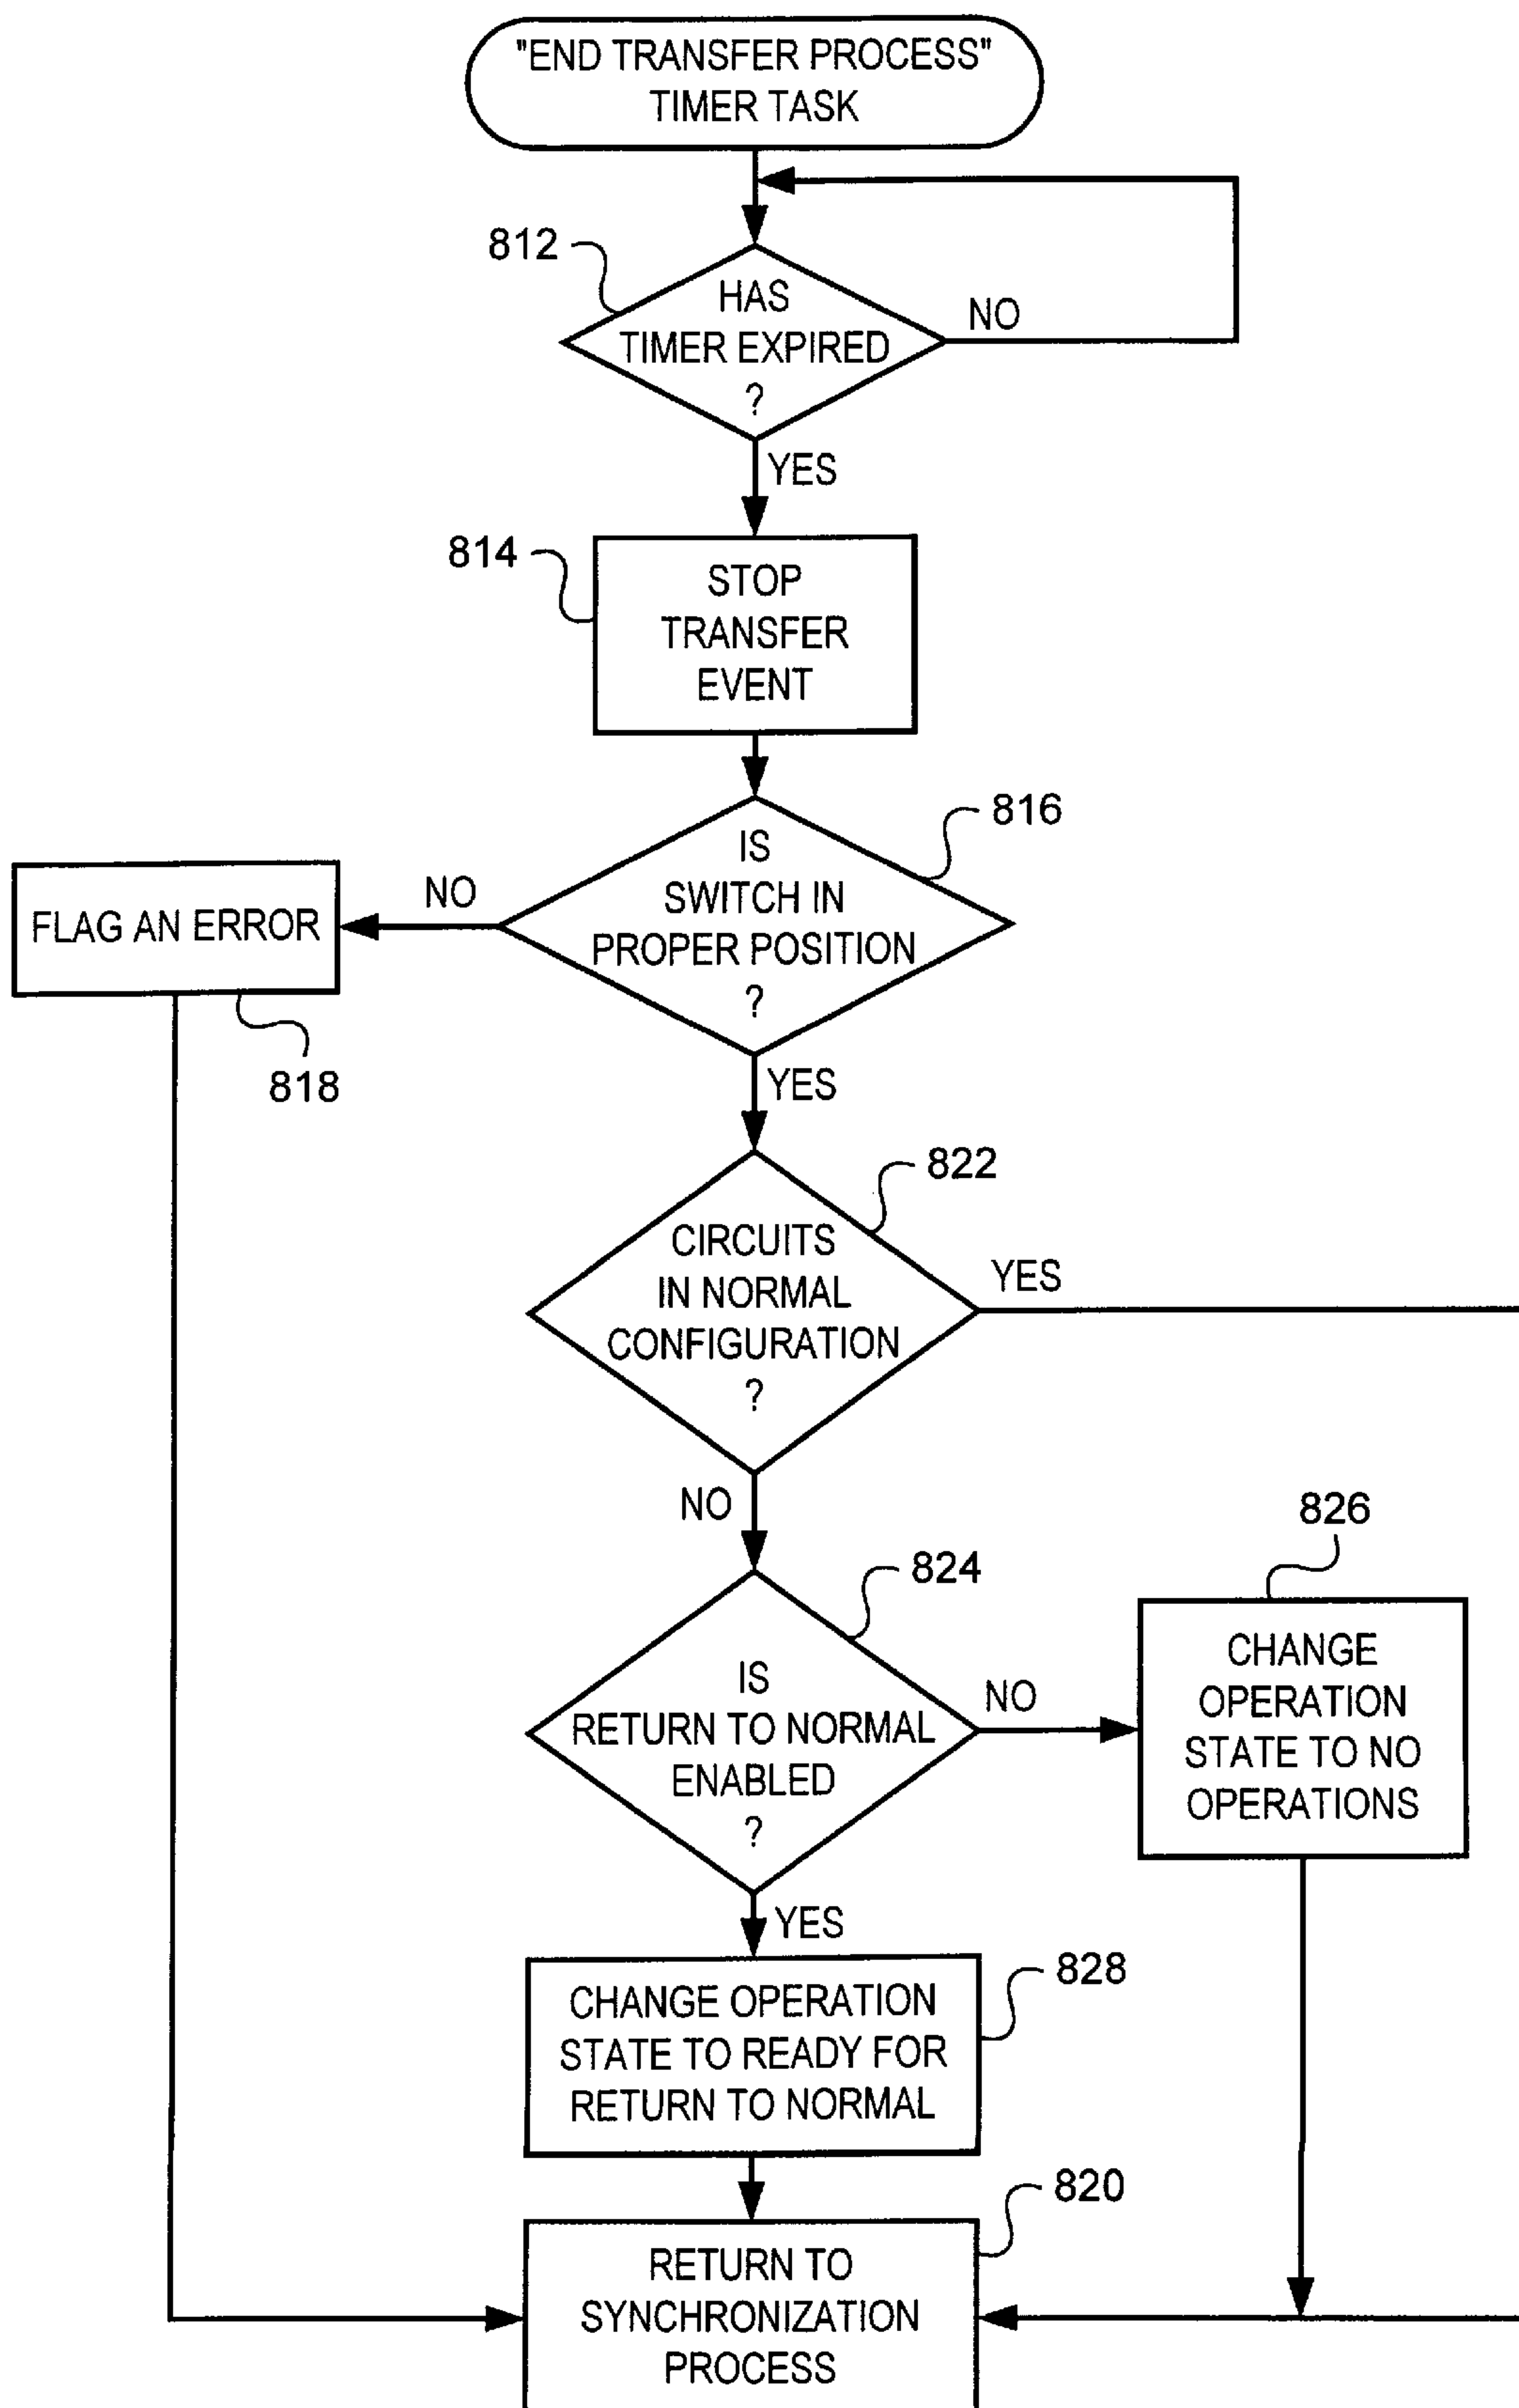 "END TRANSFER PROCESS"
TIMER TASK
812
HAS
TIMER EXPIRED
?
NO
YES
814
STOP
TRANSFER
EVENT
816
IS
SWITCH IN
PROPER POSITION
?
NO
FLAG AN ERROR
818
YES
822
CIRCUITS
IN NORMAL
CONFIGURATION
?
YES
NO
824
IS
RETURN TO NORMAL
ENABLED
?
NO
826
CHANGE
OPERATION
STATE TO NO
OPERATIONS
YES
828
CHANGE OPERATION
STATE TO READY FOR
RETURN TO NORMAL
820
RETURN TO
SYNCHRONIZATION
PROCESS